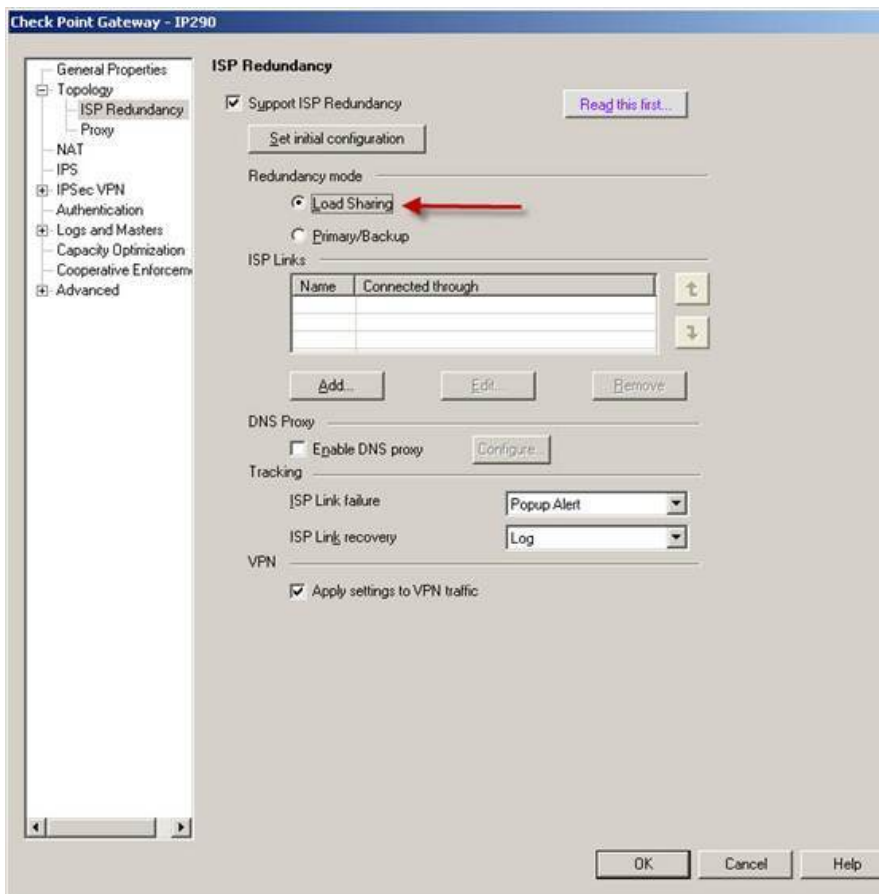 Check Point Gateway - IP290
General Properties
Topology
ISP Redundancy
Proxy
NAT
IPS
IPSec VPN
Authentication
Logs and Masters
Capacity Optimization
Cooperative Enforcem
Advanced
ISP Redundancy
Support ISP Redundancy
Read this first...
Set initial configuration
Redundancy mode
Load Sharing
Primary/Backup
ISP Links
Name Connected through
Add... Edit... Remove
DNS Proxy
Enable DNS proxy Configure...
Tracking
ISP Link failure Popup Alert
ISP Link recovery Log
VPN
Apply settings to VPN traffic
OK Cancel Help